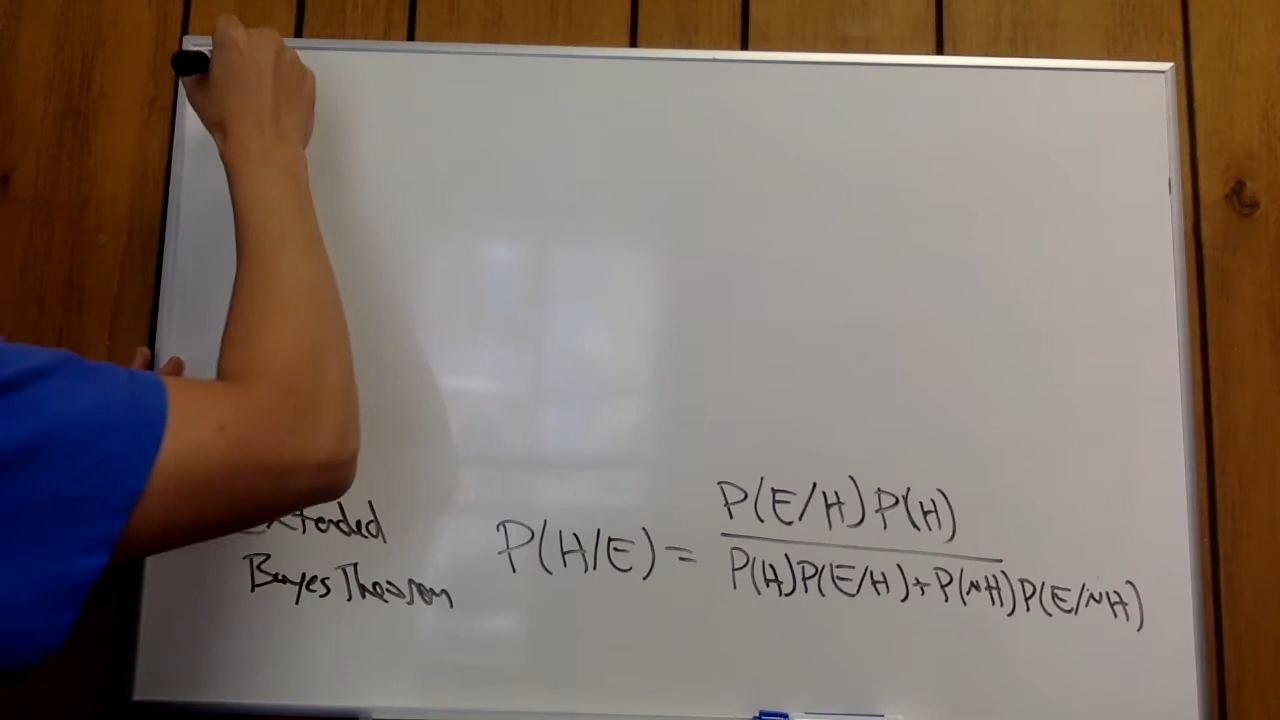 Extended
Bayes Theorem
P(H/E) = P(E/H) P(H)
P(H)P(E/H) + P(~H)P(E/~H)